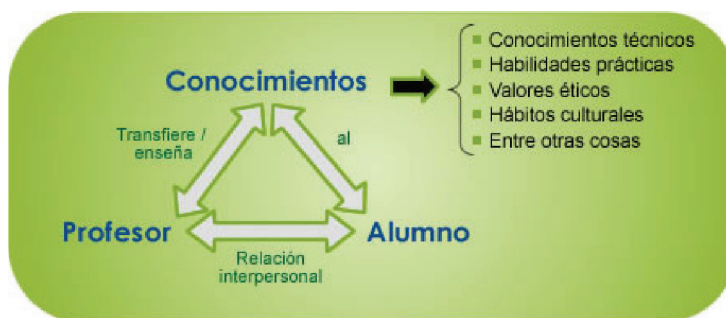 Conocimientos
Conocimientos técnicos
Habilidades prácticas
Valores éticos
Hábitos culturales
Entre otras cosas
Transfiere /
enseña
al
Profesor
Alumno
Relación
interpersonal